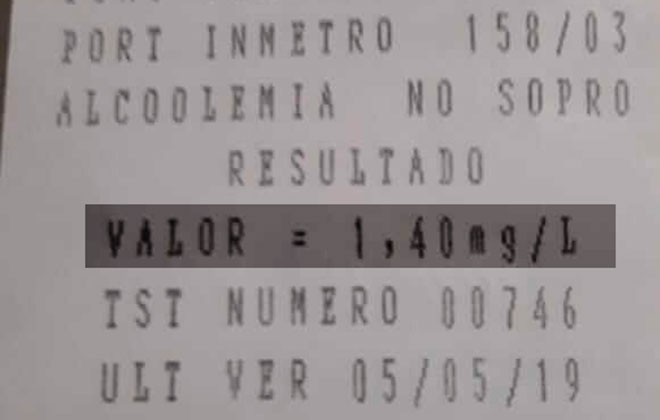 PORT INMETRO 158/03
ALCOOLEMIA NO SOPRO
RESULTADO
VALOR = 1,40mg/L
TST NUMERO 00746
ULT VER 05/05/19